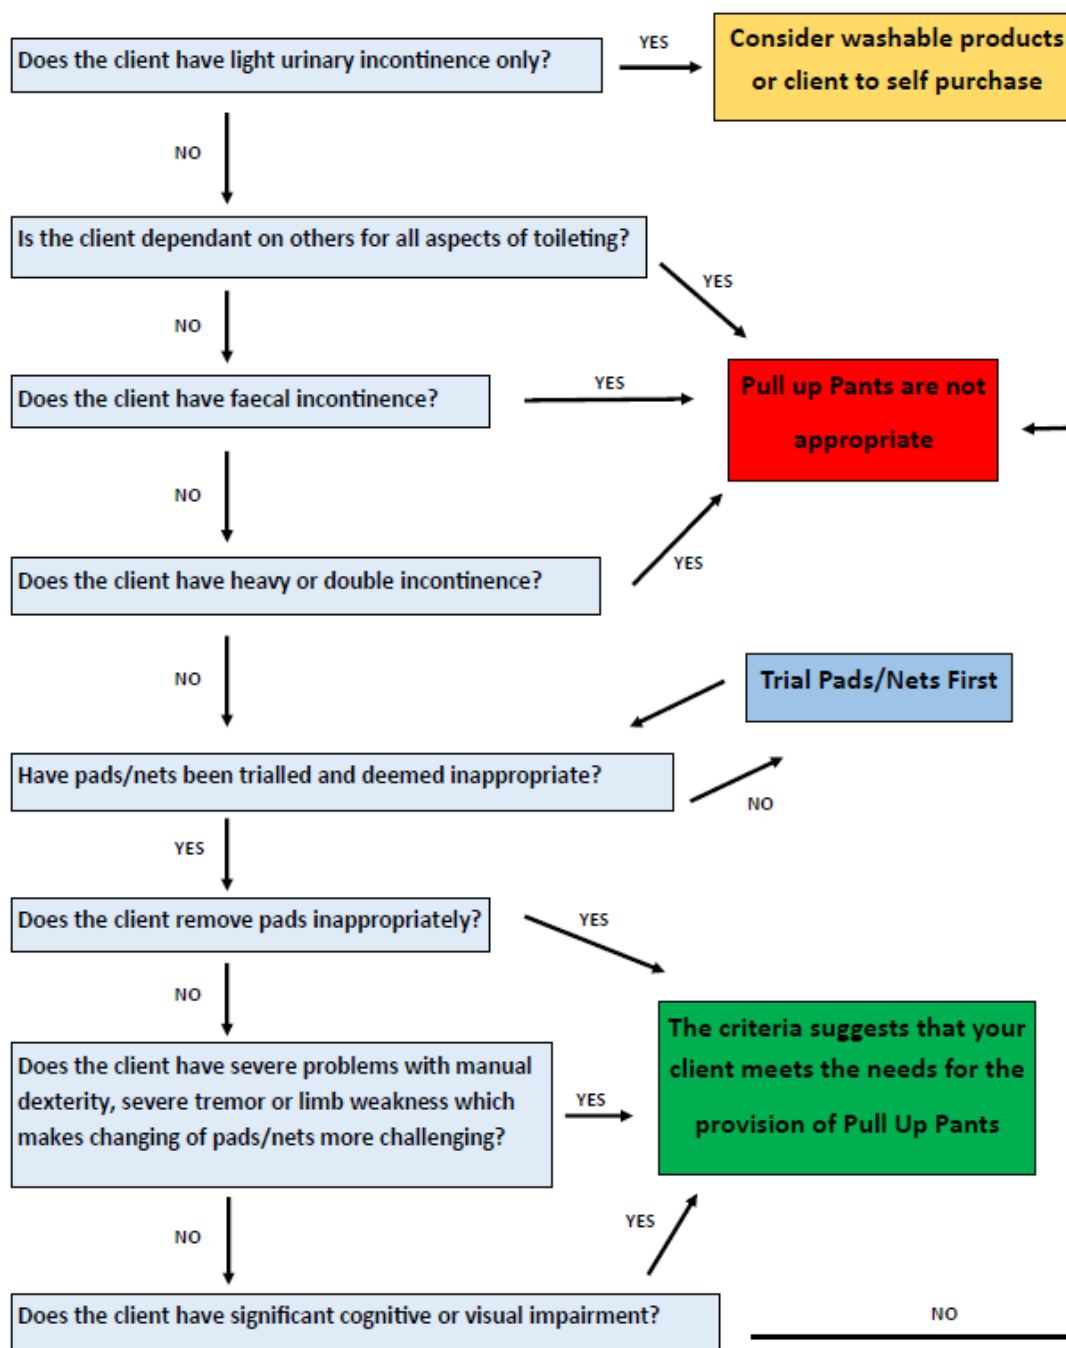 Does the client have light urinary incontinence only?
YES
Consider washable products
or client to self purchase
NO
Is the client dependant on others for all aspects of toileting?
YES
NO
Does the client have faecal incontinence?
YES
Pull up Pants are not
appropriate
NO
Does the client have heavy or double incontinence?
YES
NO
Trial Pads/Nets First
Have pads/nets been trialled and deemed inappropriate?
NO
YES
Does the client remove pads inappropriately?
YES
NO
The criteria suggests that your
client meets the needs for the
provision of Pull Up Pants
Does the client have severe problems with manual
dexterity, severe tremor or limb weakness which
makes changing of pads/nets more challenging?
YES
NO
YES
Does the client have significant cognitive or visual impairment?
NO